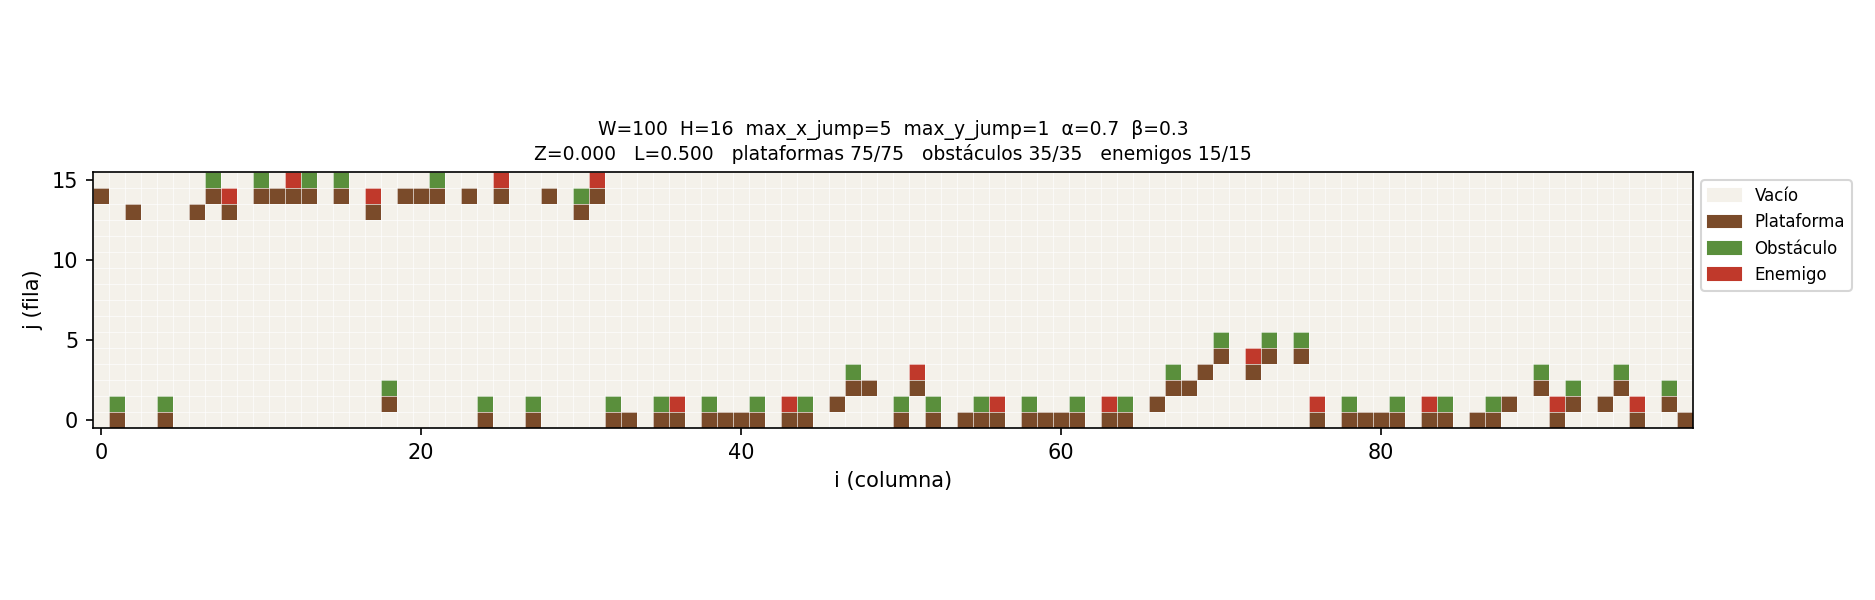 W=100 H=16 max_x_jump=5 max_y_jump=1 α=0.7 β=0.3
Z=0.000 L=0.500 plataformas 75/75 obstáculos 35/35 enemigos 15/15
15
10
5
0
j (fila)
0 20 40 60 80
i (columna)
Vacío
Plataforma
Obstáculo
Enemigo